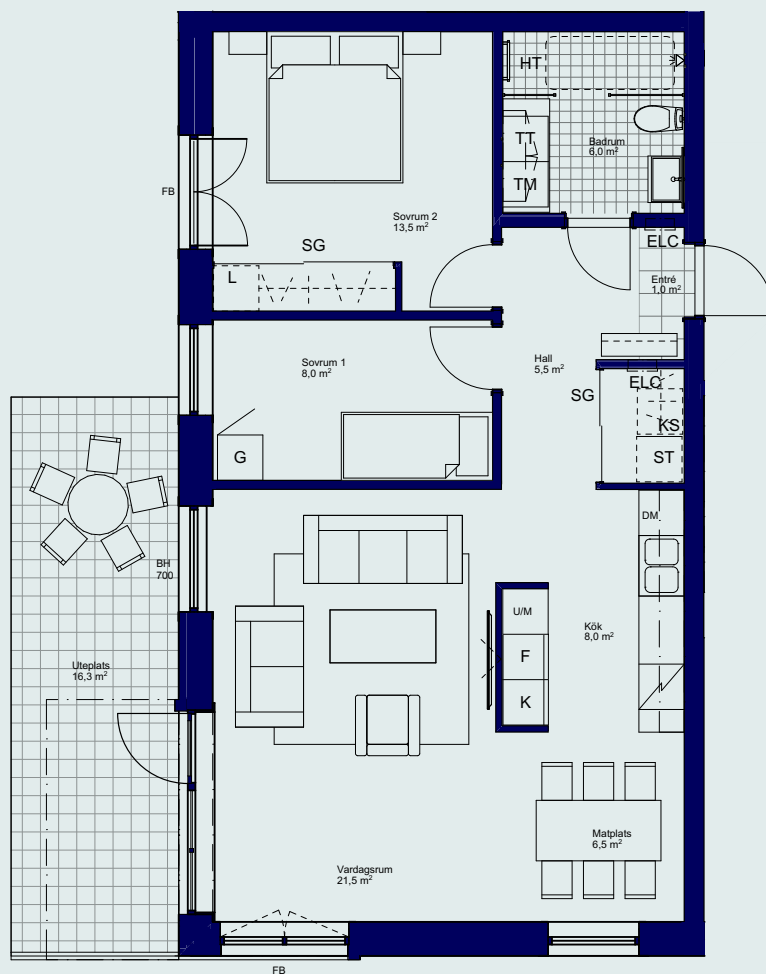 HT
TT
TM
Badrum
6,0 m²
FB
Sovrum 2
13,5 m²
SG
L
ELC
Entré
1,0 m²
Sovrum 1
8,0 m²
Hall
5,5 m²
G
SG
ELC
KS
ST
DM
BH
700
U/M
F
K
Kök
8,0 m²
Uteplats
16,3 m²
Matplats
6,5 m²
Vardagsrum
21,5 m²
FB